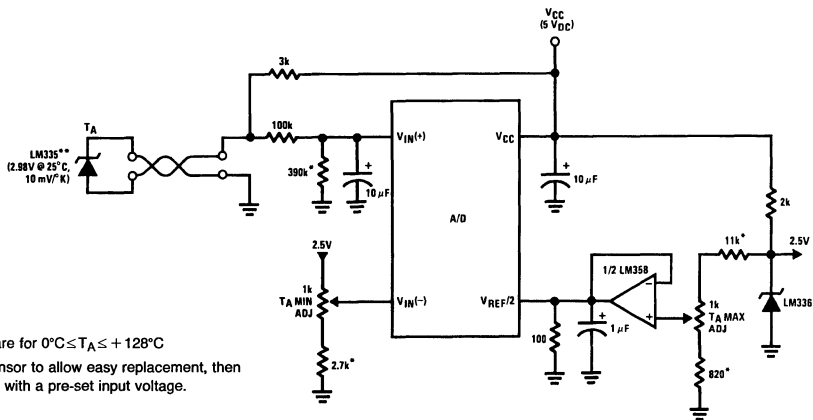 VCC
(5 VDC)
3k
TA
LM335**
(2.98V @ 25°C,
10 mV/°K)
100k
390k*
+
10 µF
VIN(+)
VCC
A/D
VIN(-)
VREF/2
+
10 µF
2k
11k*
2.5V
LM336
2.5V
1k
TA MIN
ADJ
2.7k*
100
+
1 µF
1/2 LM358
-
+
1k
TA MAX
ADJ
820*
are for 0°C≤TA≤+128°C
nsor to allow easy replacement, then
with a pre-set input voltage.